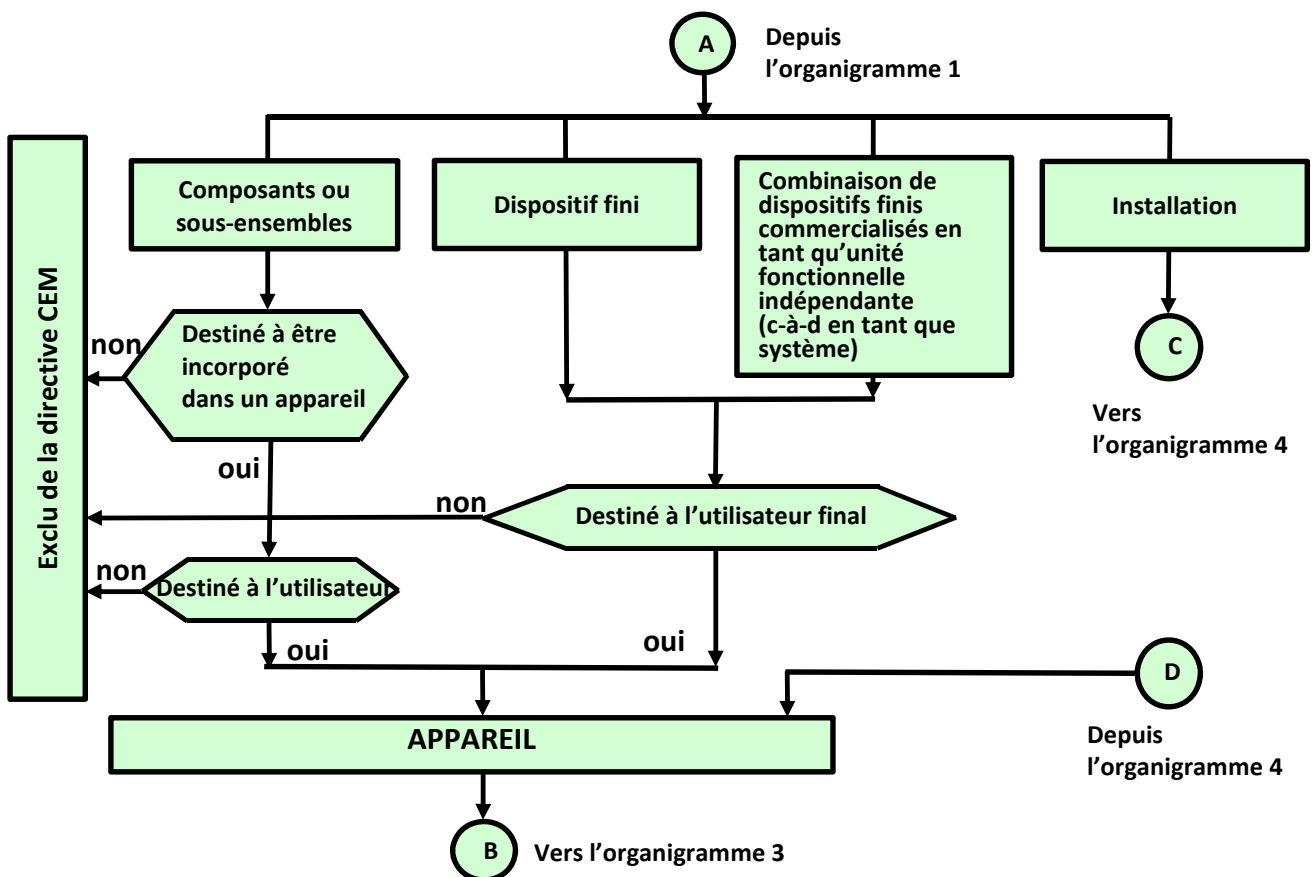 A
Depuis
l'organigramme 1
Composants ou
sous-ensembles
Dispositif fini
Combinaison de
dispositifs finis
commercialisés en
tant qu'unité
fonctionnelle
indépendante
(c-à-d en tant que
système)
Installation
Exclu de la directive CEM
non
Destiné à être
incorporé
dans un appareil
C
Vers
l'organigramme 4
oui
non
Destiné à l'utilisateur final
non
Destiné à l'utilisateur
oui
oui
D
Depuis
l'organigramme 4
APPAREIL
B
Vers l'organigramme 3